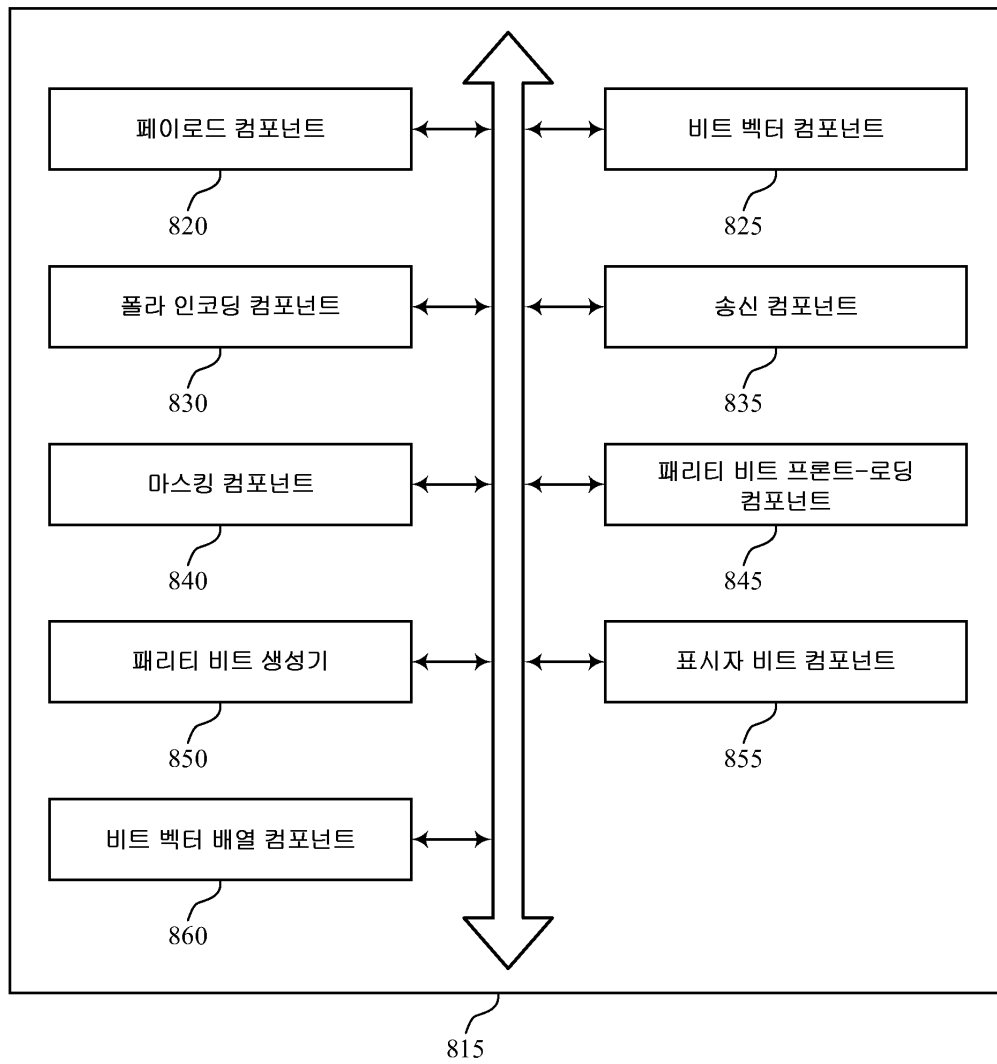 페이로드 컴포넌트
820
비트 벡터 컴포넌트
825
폴라 인코딩 컴포넌트
830
송신 컴포넌트
835
마스킹 컴포넌트
840
패리티 비트 프론트-로딩
컴포넌트
845
패리티 비트 생성기
850
표시자 비트 컴포넌트
855
비트 벡터 배열 컴포넌트
860
815